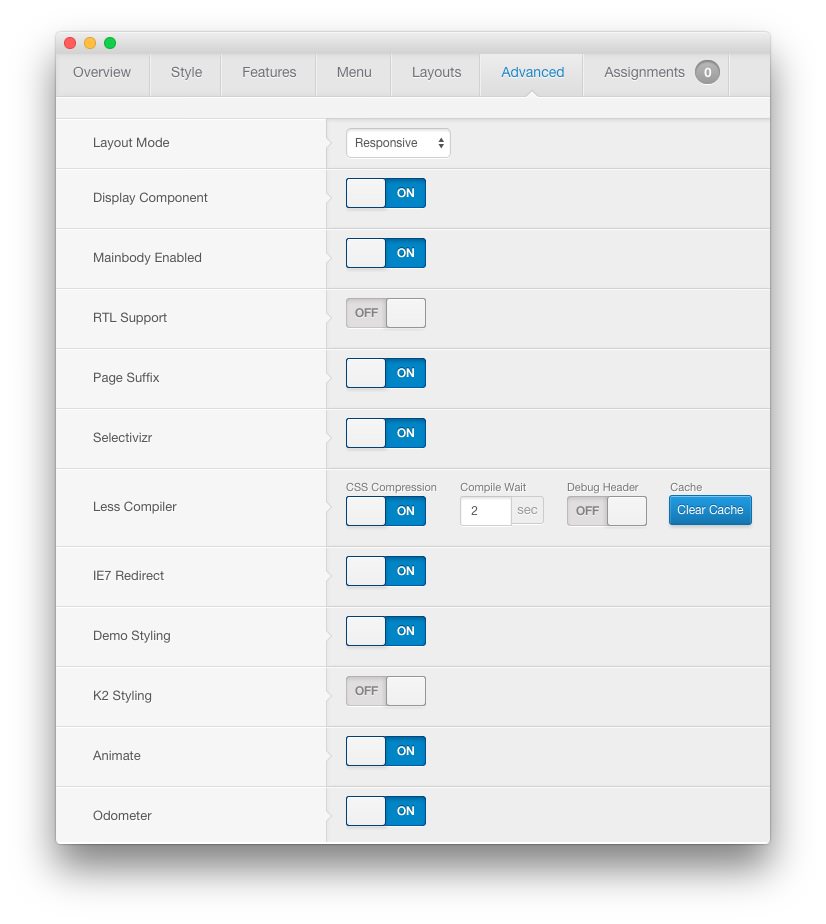 Overview Style Features Menu Layouts Advanced Assignments 0
Layout Mode Responsive
Display Component ON
Mainbody Enabled ON
RTL Support OFF
Page Suffix ON
Selectivizr ON
CSS Compression Compile Wait Debug Header Cache
Less Compiler ON 2 sec OFF Clear Cache
IE7 Redirect ON
Demo Styling ON
K2 Styling OFF
Animate ON
Odometer ON